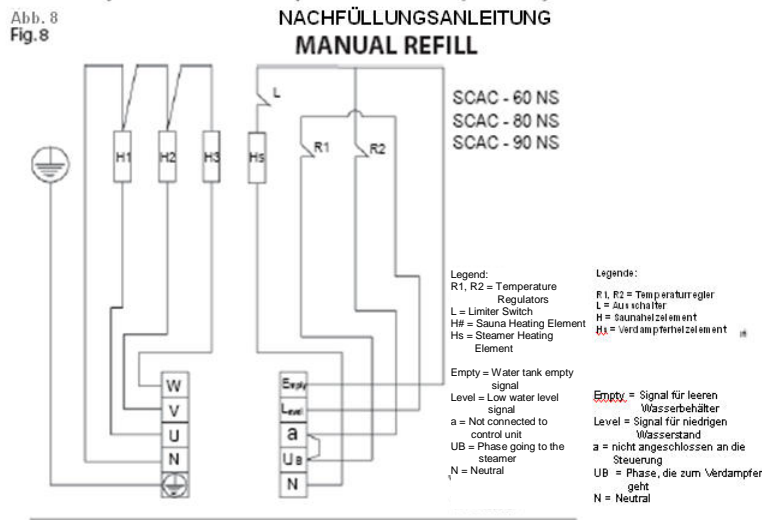 Abb. 8
Fig.8
NACHFÜLLUNGSANLEITUNG
MANUAL REFILL
SCAC - 60 NS
SCAC - 80 NS
SCAC - 90 NS
L
R1
R2
H1
H2
H3
Hs
Legend:
R1, R2 = Temperature
Regulators
L = Limiter Switch
H# = Sauna Heating Element
Hs = Steamer Heating
Element
Empty = Water tank empty
signal
Level = Low water level
signal
a = Not connected to
control unit
UB = Phase going to the
steamer
N = Neutral
Legende:
R1, R2 = Temperaturregler
L = Ausschalter
H = Saunaheizelement
Hs = Verdampferheizelement
Empty = Signal für leeren
Wasserbehälter
Level = Signal für niedrigen
Wasserstand
a = nicht angeschlossen an die
Steuerung
UB = Phase, die zum Verdampfer
geht
N = Neutral
W
V
U
N
Empty
Level
a
UB
N